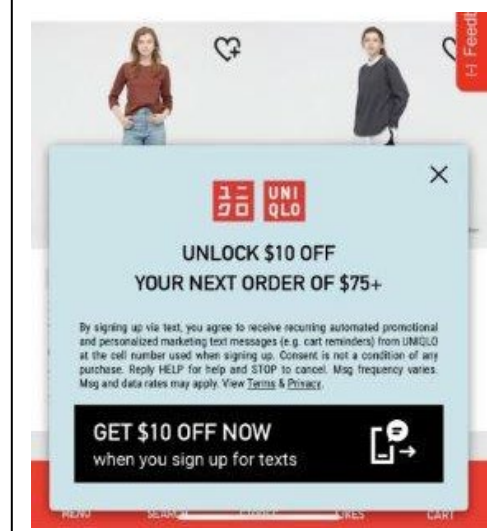 [-] Feedb
ユニ UNI
クロ QLO
UNLOCK $10 OFF
YOUR NEXT ORDER OF $75+
By signing up via text, you agree to receive recurring automated promotional
and personalized marketing text messages (e.g. cart reminders) from UNIQLO
at the cell number used when signing up. Consent is not a condition of any
purchase. Reply HELP for help and STOP to cancel. Msg frequency varies.
Msg and data rates may apply. View Terms & Privacy.
GET $10 OFF NOW
when you sign up for texts
MENU SEARCH LIKES CART